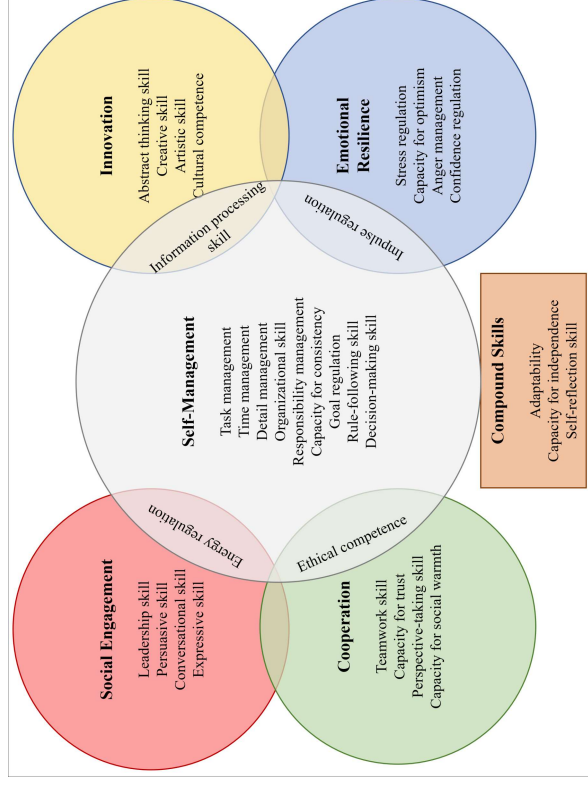 Social Engagement
Leadership skill
Persuasive skill
Conversational skill
Expressive skill
Energy regulation
Innovation
Abstract thinking skill
Creative skill
Artistic skill
Cultural competence
Information processing
skill
Self-Management
Task management
Time management
Detail management
Organizational skill
Responsibility management
Capacity for consistency
Goal regulation
Rule-following skill
Decision-making skill
Cooperation
Teamwork skill
Capacity for trust
Perspective-taking skill
Capacity for social warmth
Ethical competence
Emotional
Resilience
Stress regulation
Capacity for optimism
Anger management
Confidence regulation
Impulse regulation
Compound Skills
Adaptability
Capacity for independence
Self-reflection skill